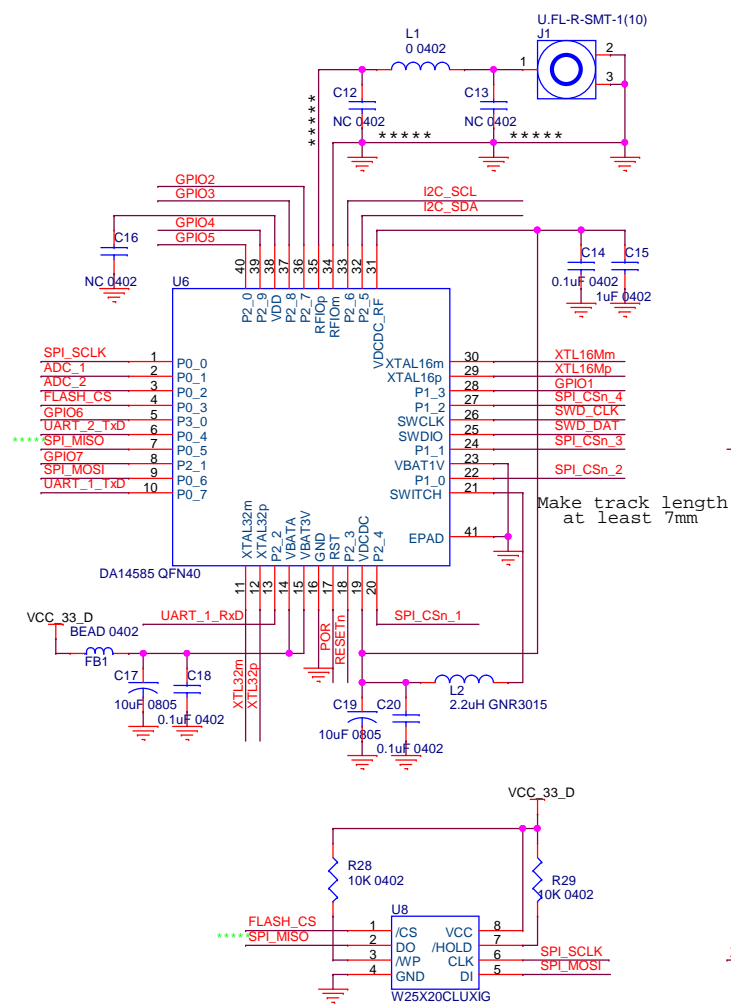 U.FL-R-SMT-1(10)
J1
L1
0 0402
1
2
3
C12
NC 0402
C13
NC 0402
*****
*****
*****
GPIO2
GPIO3
GPIO4
GPIO5
I2C_SCL
I2C_SDA
C16
NC 0402
C14
0.1uF 0402
C15
1uF 0402
U6
40
39
38
37
36
35
34
33
32
31
P2_0
P2_9
VDD
P2_8
P2_7
RFIOp
RFIOm
P2_6
P2_5
VDCDC_RF
SPI_SCLK 1 P0_0
ADC_1 2 P0_1
ADC_2 3 P0_2
FLASH_CS 4 P0_3
GPIO6 5 P3_0
UART_2_TxD 6 P0_4
***** SPI_MISO 7 P0_5
GPIO7 8 P2_1
SPI_MOSI 9 P0_6
UART_1_TxD 10 P0_7
XTAL16m 30 XTL16Mm
XTAL16p 29 XTL16Mp
P1_3 28 GPIO1
P1_2 27 SPI_CSn_4
SWCLK 26 SWD_CLK
SWDIO 25 SWD_DAT
P1_1 24 SPI_CSn_3
VBAT1V 23
P1_0 22 SPI_CSn_2
SWITCH 21
EPAD 41
Make track length
at least 7mm
XTAL32m
XTAL32p
P2_2
VBATA
VBAT3V
GND
RST
P2_3
VDCDC
P2_4
11
12
13
14
15
16
17
18
19
20
DA14585 QFN40
UART_1_RxD
SPI_CSn_1
POR
RESETn
XTL32m
XTL32p
VCC_33_D
BEAD 0402
FB1
C17
10uF 0805
C18
0.1uF 0402
C19
10uF 0805
C20
0.1uF 0402
L2
2.2uH GNR3015
VCC_33_D
R28
10K 0402
R29
10K 0402
U8
FLASH_CS 1 /CS
***** SPI_MISO 2 DO
3 /WP
4 GND
VCC 8
/HOLD 7
CLK 6 SPI_SCLK
DI 5 SPI_MOSI
W25X20CLUXIG